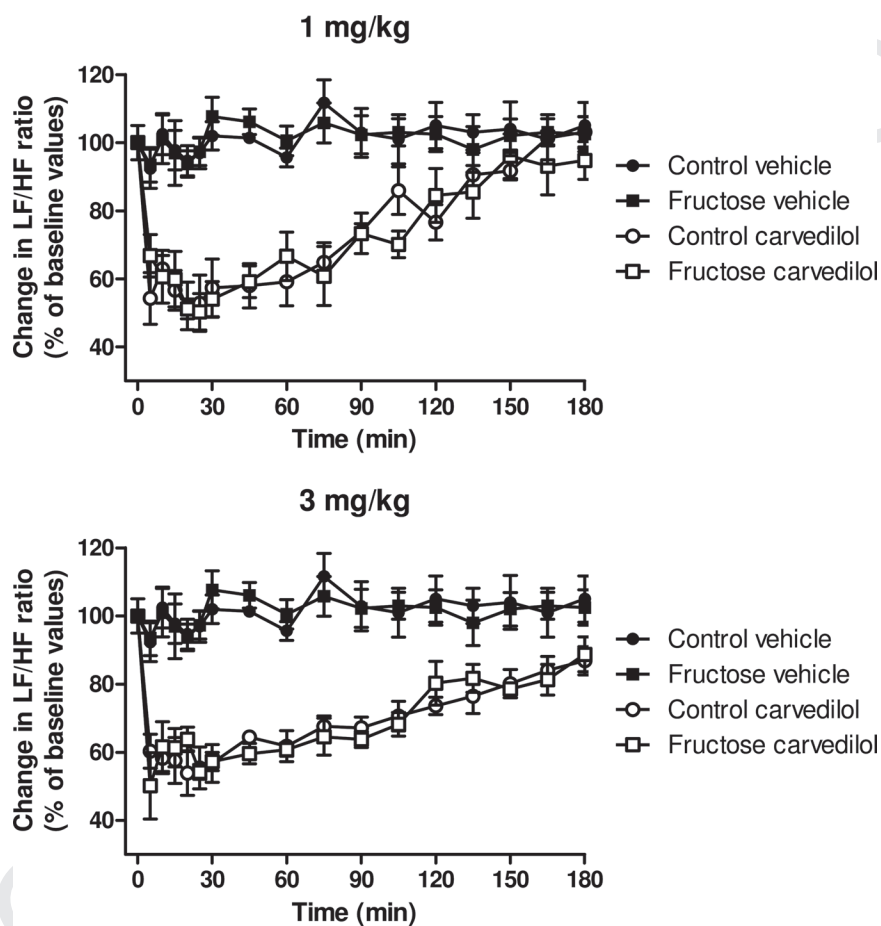 1 mg/kg
Change in LF/HF ratio
(% of baseline values)
120
100
80
60
40
0 30 60 90 120 150 180
Time (min)
Control vehicle
Fructose vehicle
Control carvedilol
Fructose carvedilol
3 mg/kg
Change in LF/HF ratio
(% of baseline values)
120
100
80
60
40
0 30 60 90 120 150 180
Time (min)
Control vehicle
Fructose vehicle
Control carvedilol
Fructose carvedilol